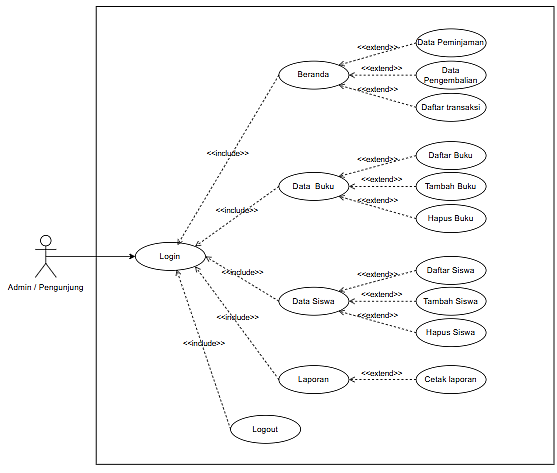 Data Peminjaman
<<extend>>
Beranda
<<extend>>
Data
Pengembalian
<<extend>>
Daftar transaksi
<<include>>
Daftar Buku
<<extend>>
Data Buku
<<extend>>
Tambah Buku
<<extend>>
Hapus Buku
<<include>>
Login
Admin / Pengunjung
<<include>>
Daftar Siswa
<<extend>>
Data Siswa
<<extend>>
Tambah Siswa
<<extend>>
Hapus Siswa
<<include>>
<<include>>
Laporan
<<extend>>
Cetak laporan
Logout